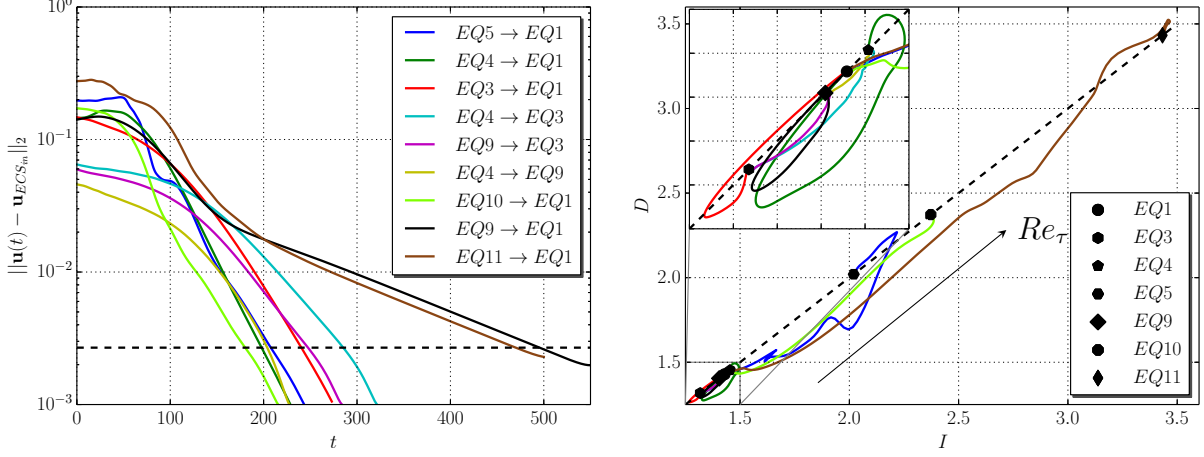 10^0
10^{-1}
10^{-2}
10^{-3}
||u(t) − u_{ECS_{in}}||_2
0 100 200 300 400 500
t
EQ5 → EQ1
EQ4 → EQ1
EQ3 → EQ1
EQ4 → EQ3
EQ9 → EQ3
EQ4 → EQ9
EQ10 → EQ1
EQ9 → EQ1
EQ11 → EQ1
3.5
3.0
2.5
2.0
1.5
D
1.5 2.0 2.5 3.0 3.5
I
Re_τ
EQ1
EQ3
EQ4
EQ5
EQ9
EQ10
EQ11